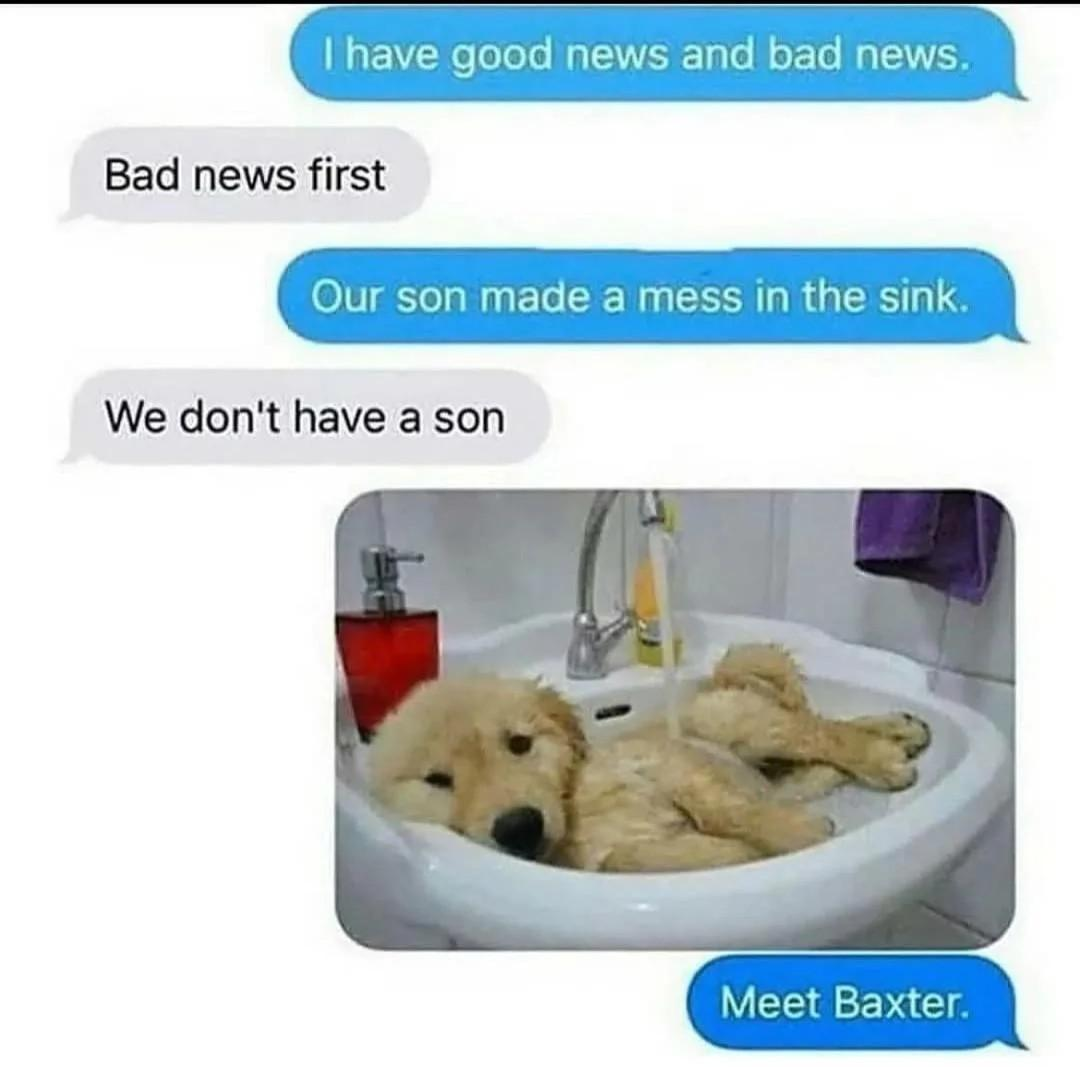 I have good news and bad news.
Bad news first
Our son made a mess in the sink.
We don't have a son
Meet Baxter.